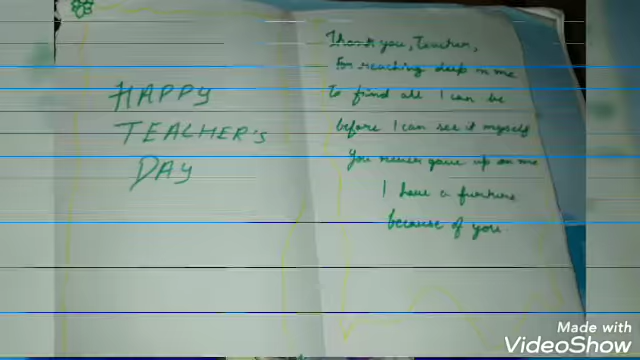 HAPPY
TEACHER'S
DAY
Thank you, Teacher,
For reaching deep in me
To find all I can be
before I can see it myself
You never gave up on me
I have a furture
because of you.
Made with
VideoShow